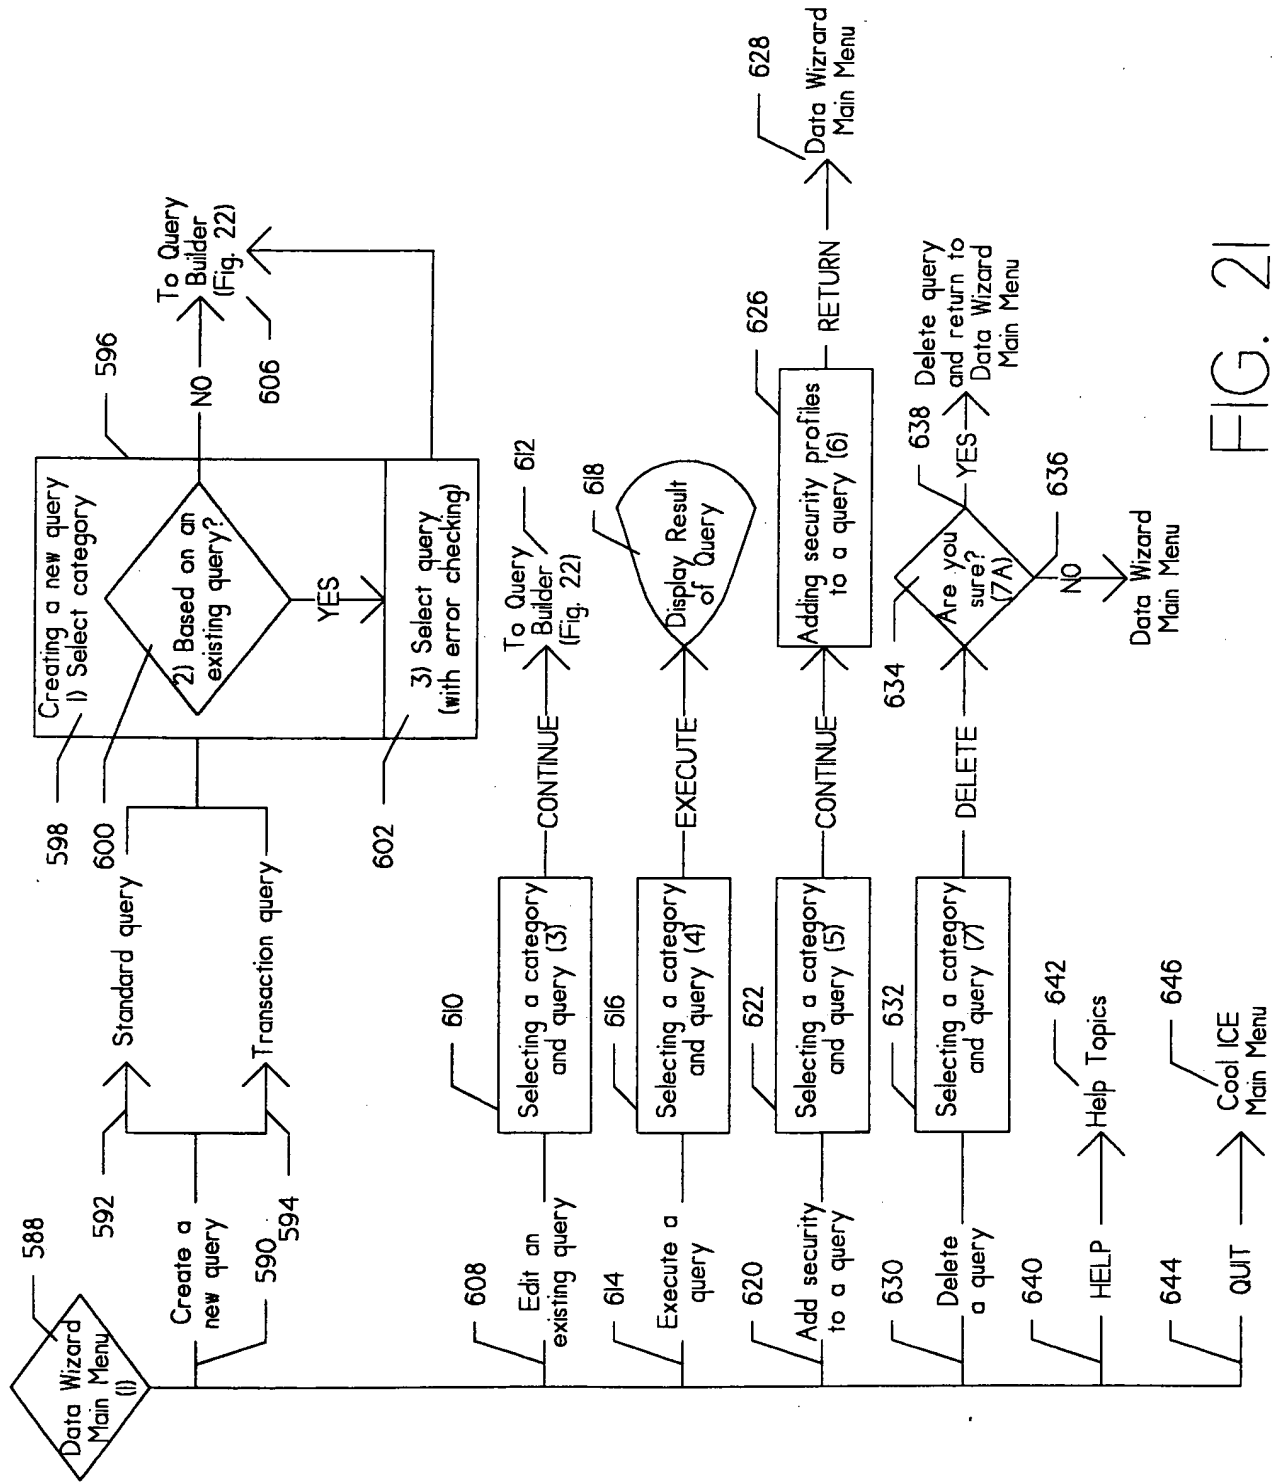 588
Data Wizard
Main Menu
(1)
Create a
new query
590
592
594
Standard query
Transaction query
596
598
600
602
Creating a new query
1) Select category
2) Based on an
existing query?
YES
3) Select query
(with error checking)
NO
To Query
Builder
(Fig. 22)
606
608
Edit an
existing query
610
Selecting a category
and query (3)
CONTINUE
To Query
Builder
(Fig. 22)
612
614
Execute a
query
616
Selecting a category
and query (4)
EXECUTE
Display Result
of Query
618
620
Add security
to a query
622
Selecting a category
and query (5)
CONTINUE
Adding security profiles
to a query (6)
626
RETURN
Data Wizrard
Main Menu
628
630
Delete
a query
632
Selecting a category
and query (7)
DELETE
634
Are you
sure?
(7A)
638
YES
Delete query
and return to
Data Wizard
Main Menu
636
NO
Data Wizard
Main Menu
640
HELP
Help Topics
642
644
QUIT
Cool ICE
Main Menu
646
FIG. 21